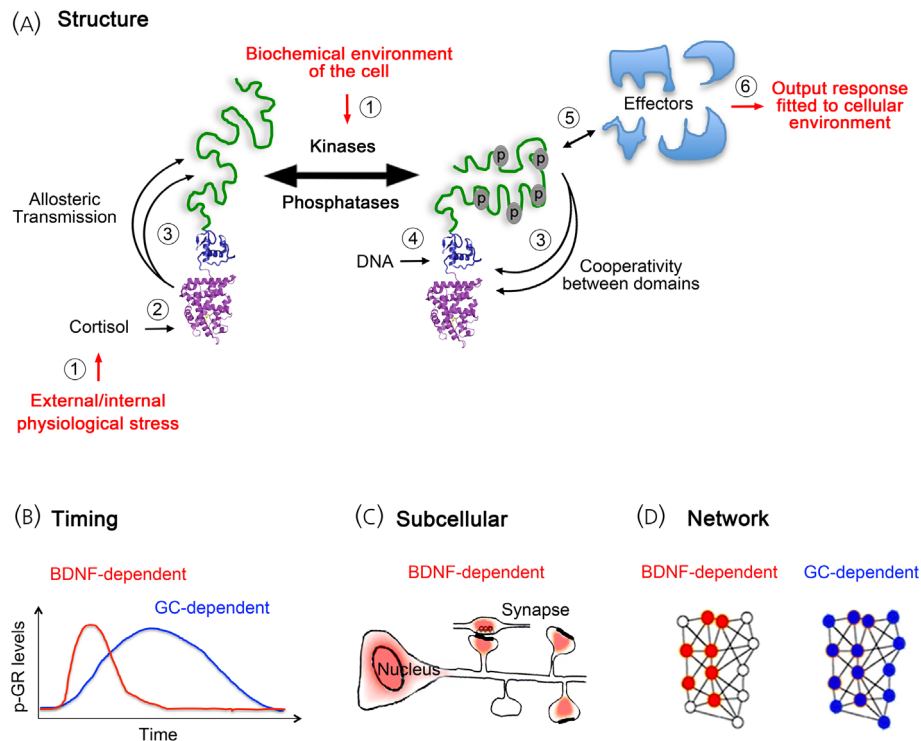 (A) Structure
Biochemical environment
of the cell
1
Kinases
Phosphatases
Allosteric
Transmission
3
Cortisol
2
1
External/internal
physiological stress
p
p
p
p
p
4
DNA
3
Cooperativity
between domains
5
Effectors
6
Output response
fitted to cellular
environment
(B) Timing
BDNF-dependent
GC-dependent
p-GR levels
Time
(C) Subcellular
BDNF-dependent
Synapse
Nucleus
(D) Network
BDNF-dependent
GC-dependent